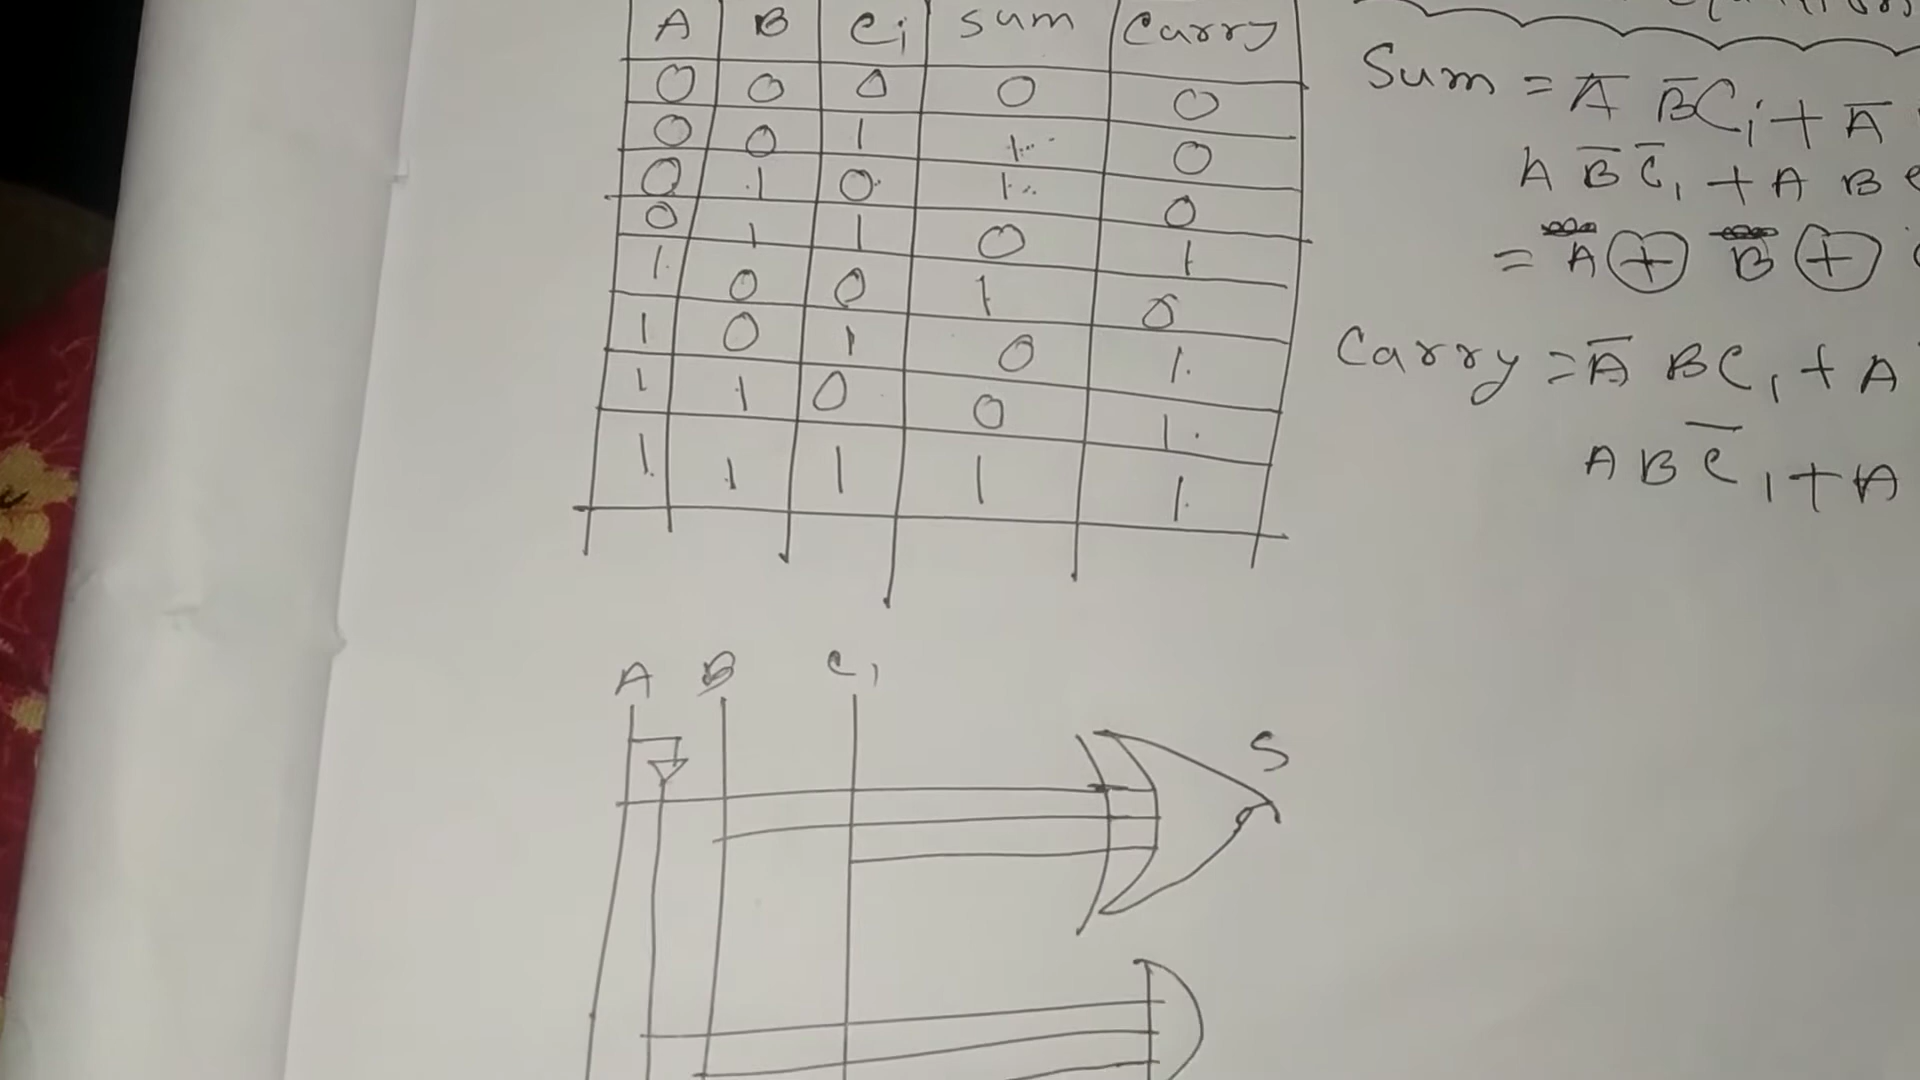 A B Ci Sum Carry
0 0 0 0 0
0 0 1 1 0
0 1 0 1 0
0 1 1 0 1
1 0 0 1 0
1 0 1 0 1
1 1 0 0 1
1 1 1 1 1
Sum = A̅ B̅Ci + A̅
A B̅ C̅i + A B C
= A ⊕ B ⊕
Carry = A̅ BCi + A
A B C̅i + A
A B Ci
S